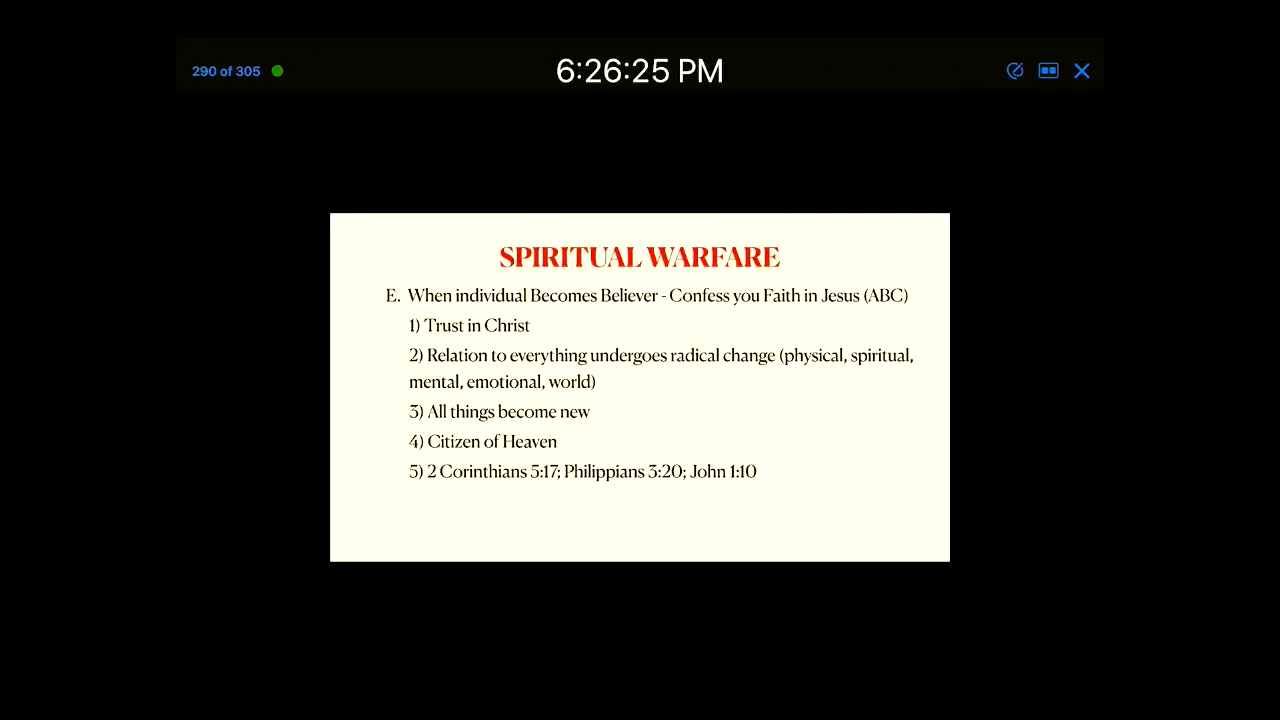 290 of 305
6:26:25 PM
SPIRITUAL WARFARE
E. When individual Becomes Believer - Confess you Faith in Jesus (ABC)
1) Trust in Christ
2) Relation to everything undergoes radical change (physical, spiritual,
mental, emotional, world)
3) All things become new
4) Citizen of Heaven
5) 2 Corinthians 5:17; Philippians 3:20; John 1:10